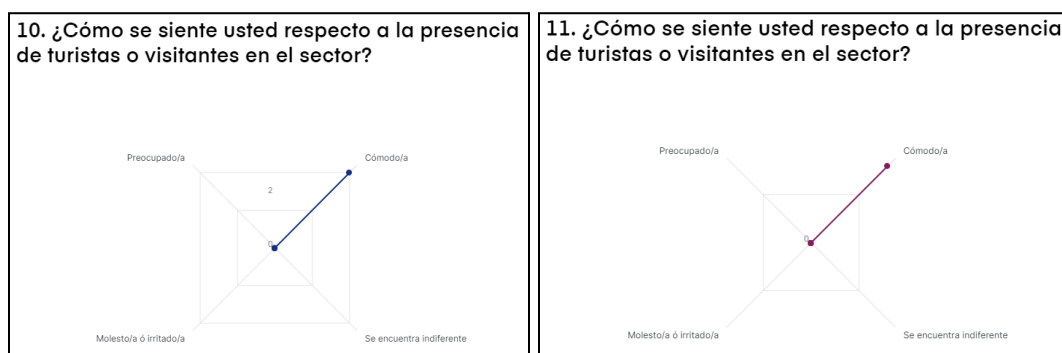 10. ¿Cómo se siente usted respecto a la presencia
de turistas o visitantes en el sector?
Preocupado/a
Cómodo/a
2
0
Molesto/a ó irritado/a
Se encuentra indiferente
11. ¿Cómo se siente usted respecto a la presencia
de turistas o visitantes en el sector?
Preocupado/a
Cómodo/a
0
Molesto/a ó irritado/a
Se encuentra indiferente